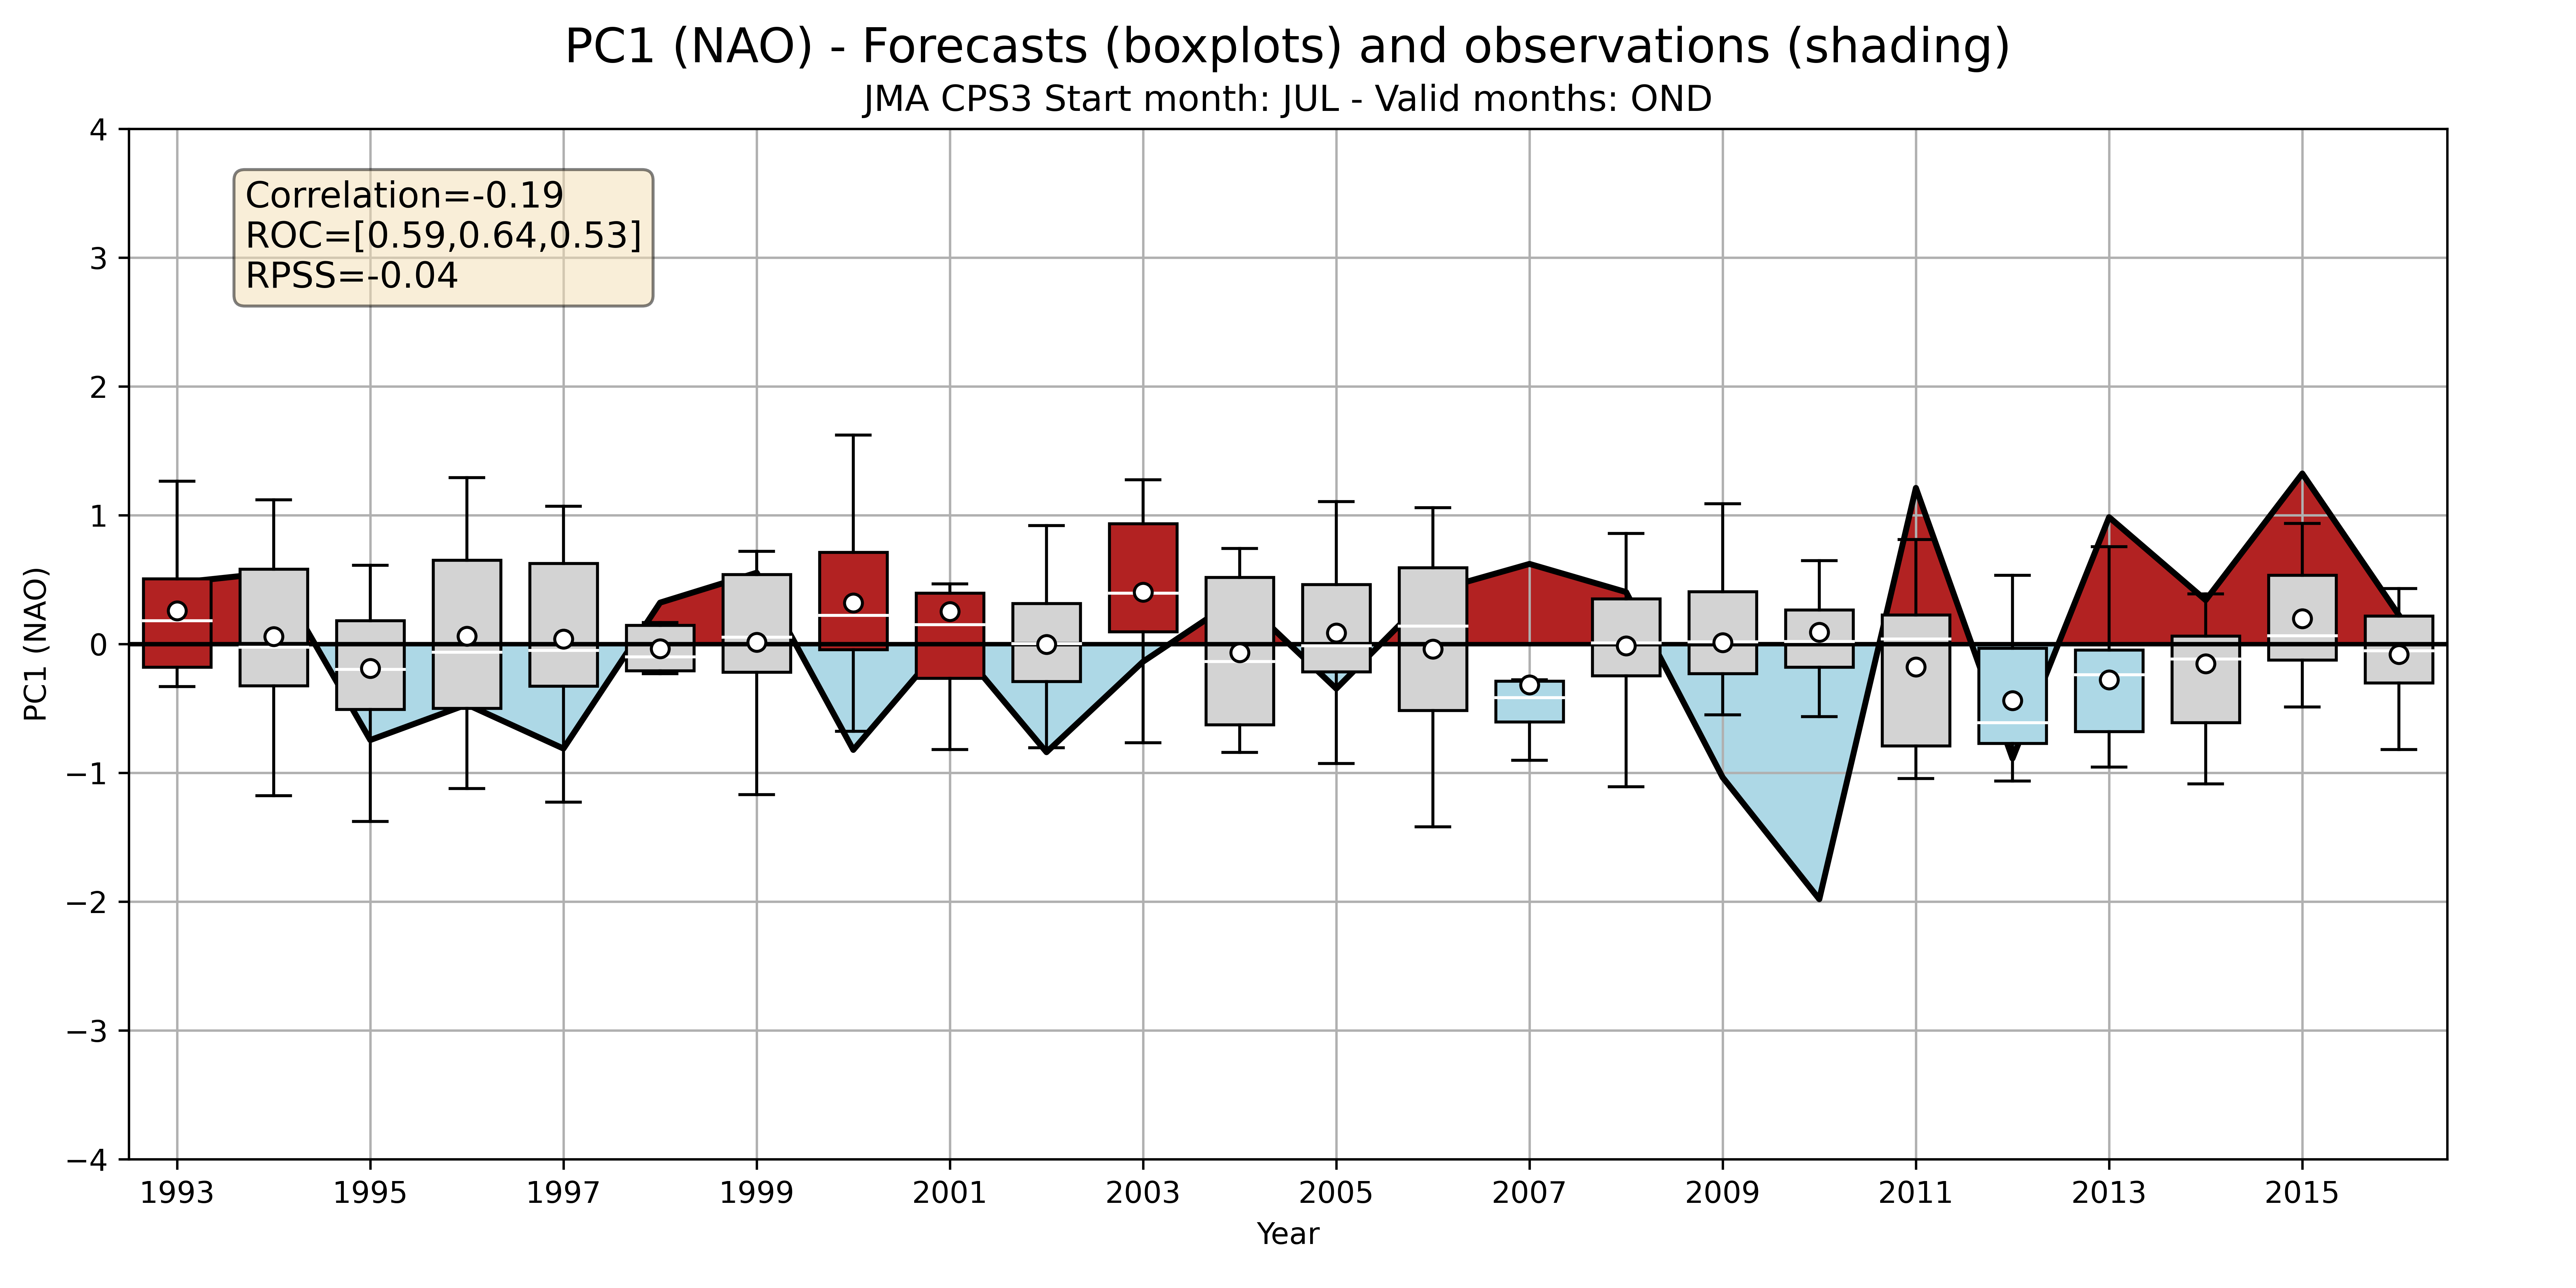 PC1 (NAO) - Forecasts (boxplots) and observations (shading)
JMA CPS3 Start month: JUL - Valid months: OND
Correlation=-0.19
ROC=[0.59,0.64,0.53]
RPSS=-0.04
PC1 (NAO)
4
3
2
1
0
−1
−2
−3
−4
1993 1995 1997 1999 2001 2003 2005 2007 2009 2011 2013 2015
Year